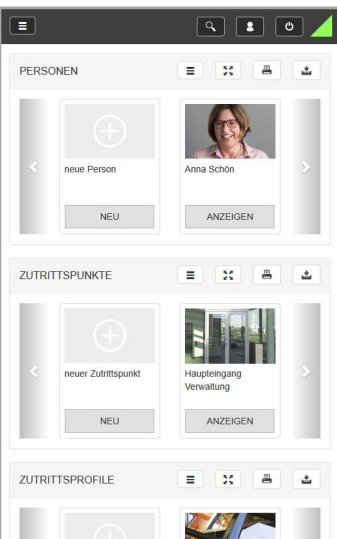 PERSONEN
neue Person
Anna Schön
NEU
ANZEIGEN
ZUTRITTSPUNKTE
neuer Zutrittspunkt
Haupteingang
Verwaltung
NEU
ANZEIGEN
ZUTRITTSPROFILE